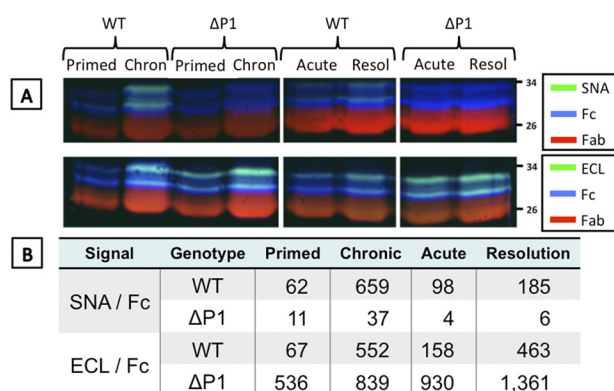 WT ΔP1 WT ΔP1
Primed Chron Primed Chron Acute Resol Acute Resol
A
34
26
SNA
Fc
Fab
34
26
ECL
Fc
Fab
B
Signal Genotype Primed Chronic Acute Resolution
SNA / Fc
WT 62 659 98 185
ΔP1 11 37 4 6
ECL / Fc
WT 67 552 158 463
ΔP1 536 839 930 1,361